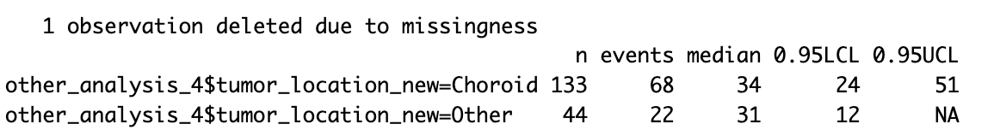 1 observation deleted due to missingness
n events median 0.95LCL 0.95UCL
other_analysis_4$tumor_location_new=Choroid 133 68 34 24 51
other_analysis_4$tumor_location_new=Other 44 22 31 12 NA